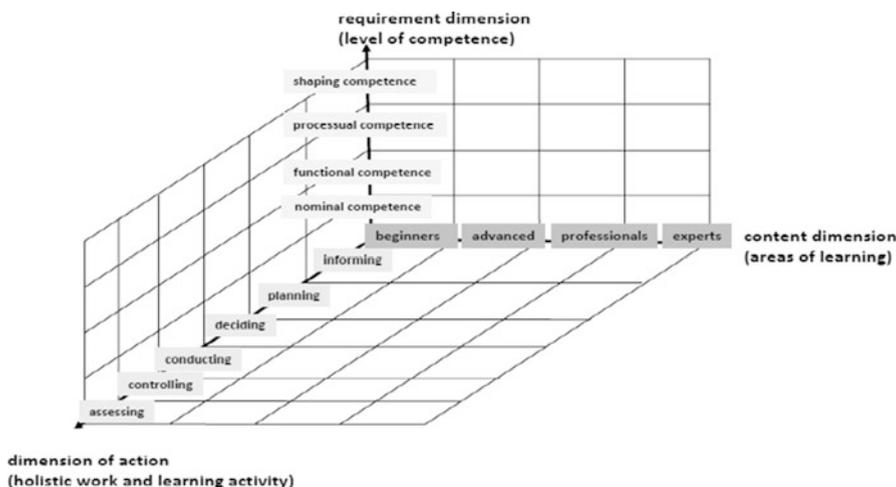 requirement dimension
(level of competence)
shaping competence
processual competence
functional competence
nominal competence
beginners
advanced
professionals
experts
content dimension
(areas of learning)
informing
planning
deciding
conducting
controlling
assessing
dimension of action
(holistic work and learning activity)